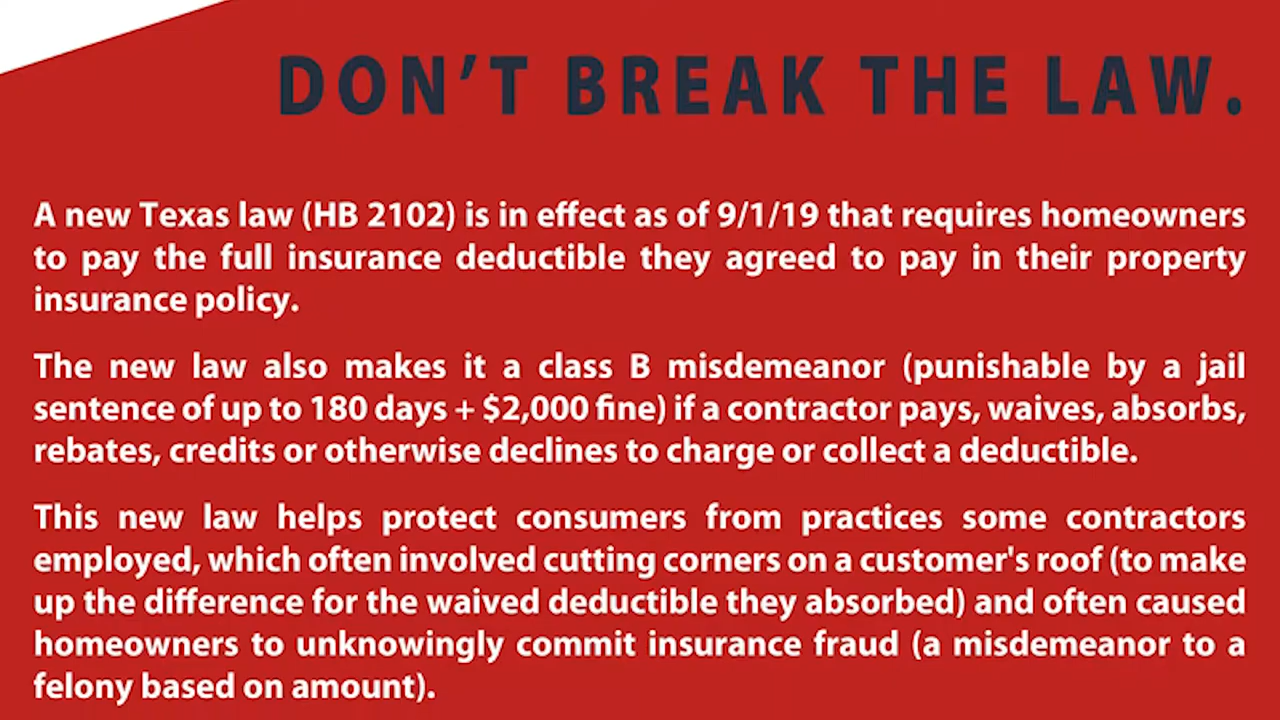 DON'T BREAK THE LAW.
A new Texas law (HB 2102) is in effect as of 9/1/19 that requires homeowners
to pay the full insurance deductible they agreed to pay in their property
insurance policy.
The new law also makes it a class B misdemeanor (punishable by a jail
sentence of up to 180 days + $2,000 fine) if a contractor pays, waives, absorbs,
rebates, credits or otherwise declines to charge or collect a deductible.
This new law helps protect consumers from practices some contractors
employed, which often involved cutting corners on a customer's roof (to make
up the difference for the waived deductible they absorbed) and often caused
homeowners to unknowingly commit insurance fraud (a misdemeanor to a
felony based on amount).